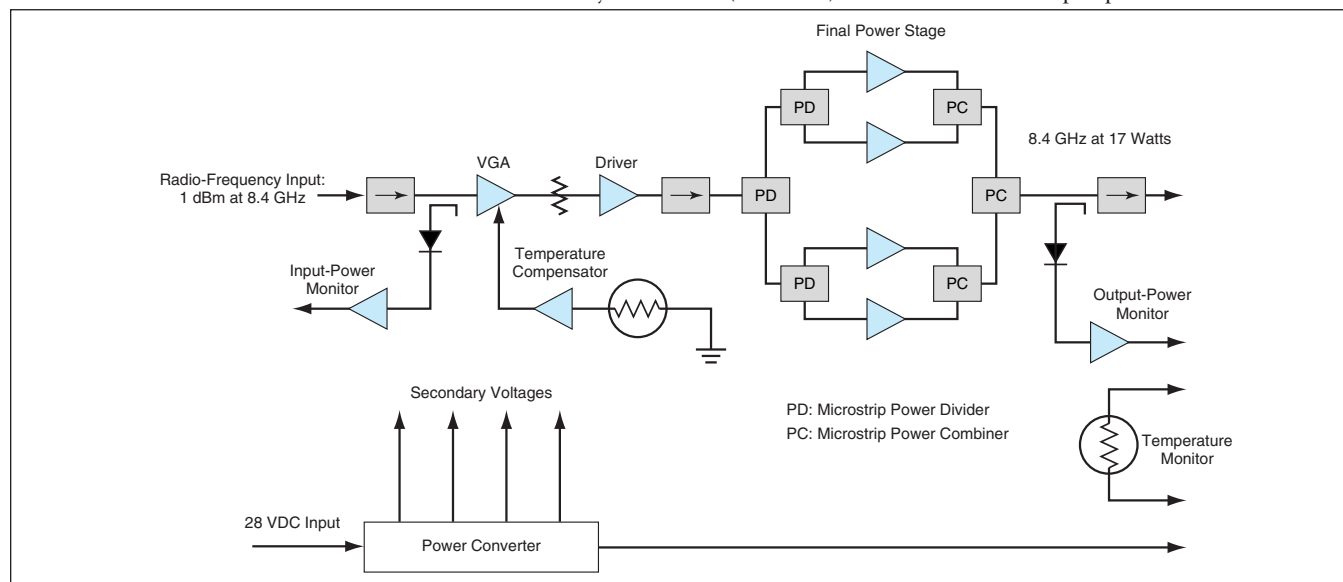 Final Power Stage
PD
PC
8.4 GHz at 17 Watts
VGA
Driver
Radio-Frequency Input:
1 dBm at 8.4 GHz
PD
PC
Temperature
Compensator
Input-Power
Monitor
PD
PC
Output-Power
Monitor
Secondary Voltages
PD: Microstrip Power Divider
PC: Microstrip Power Combiner
Temperature
Monitor
28 VDC Input
Power Converter